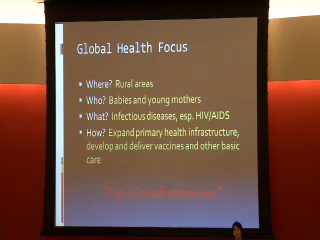 Global Health Focus
▪ Where? Rural areas
▪ Who? Babies and young mothers
▪ What? Infectious diseases, esp. HIV/AIDS
▪ How? Expand primary health infrastructure,
develop and deliver vaccines and other basic
care